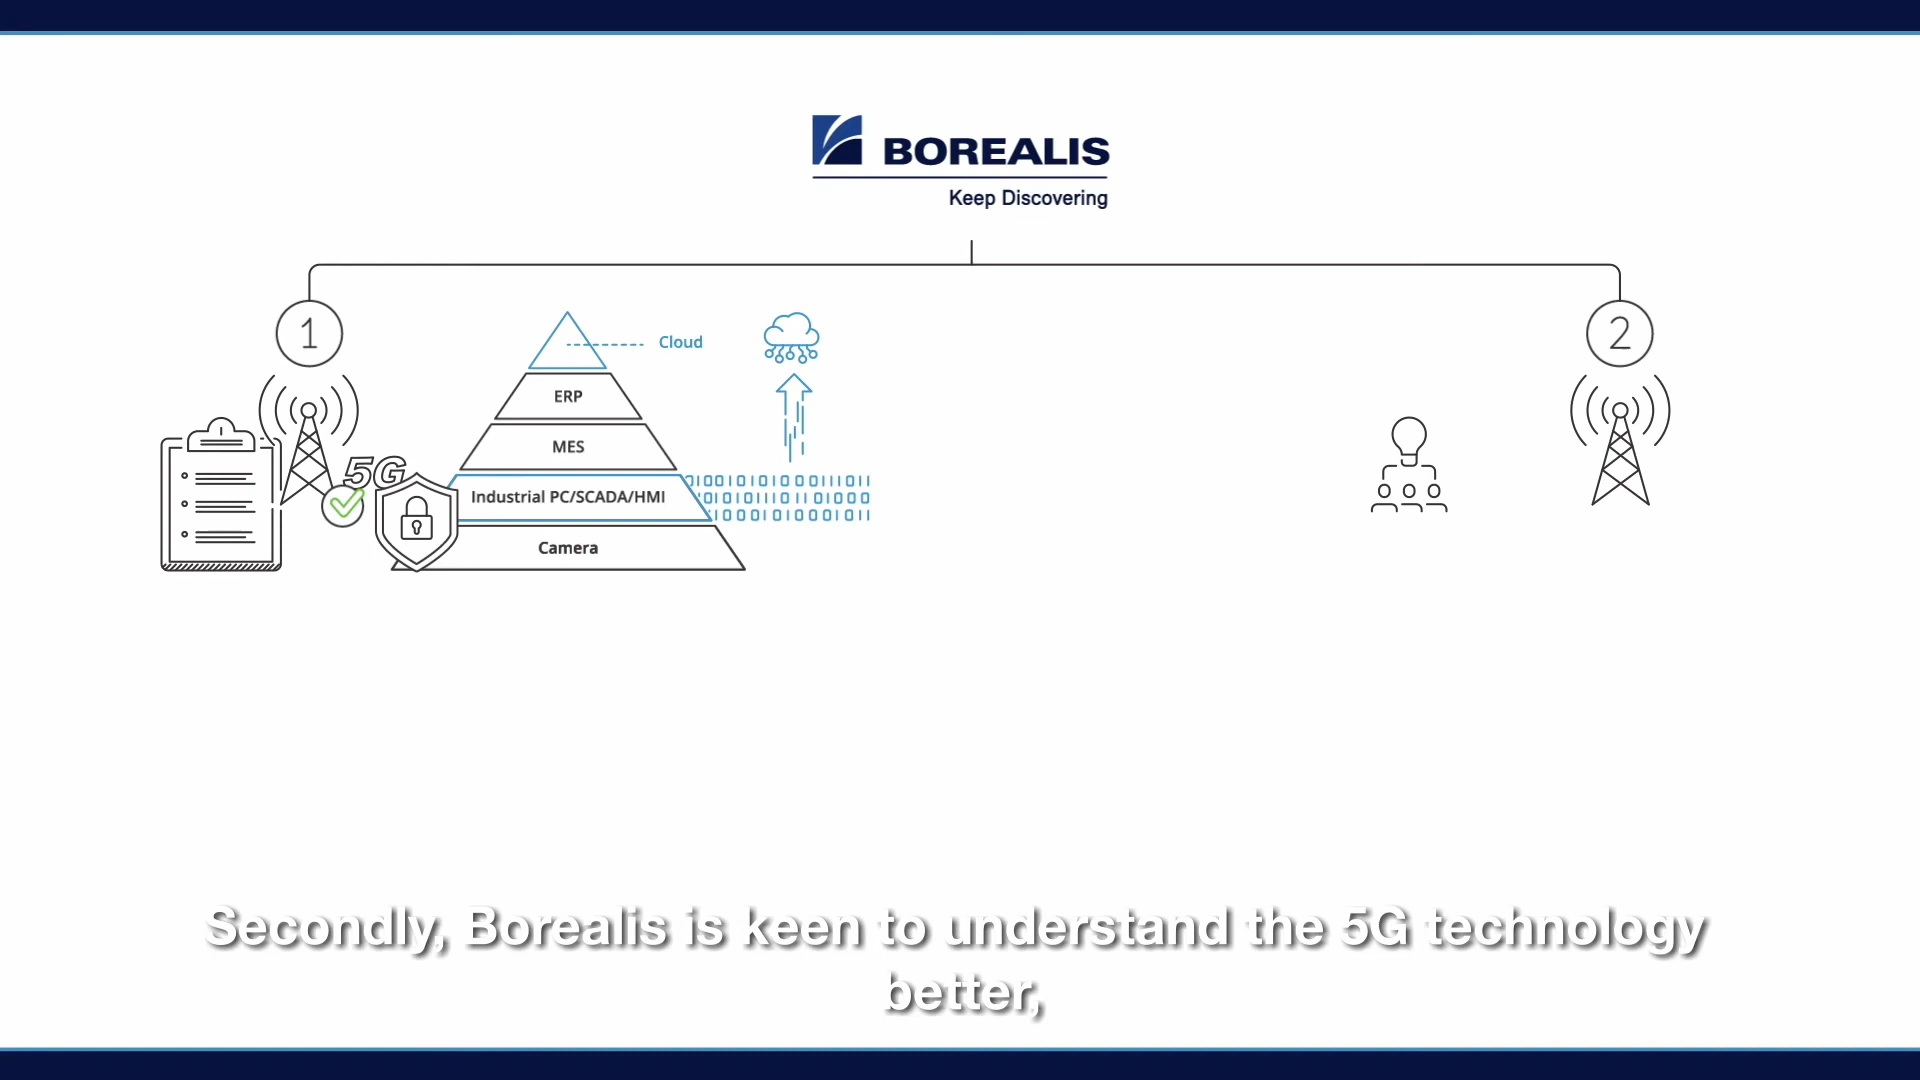 BOREALIS
Keep Discovering
1
2
Cloud
ERP
MES
5G
Industrial PC/SCADA/HMI
Camera
Secondly, Borealis is keen to understand the 5G technology
better,